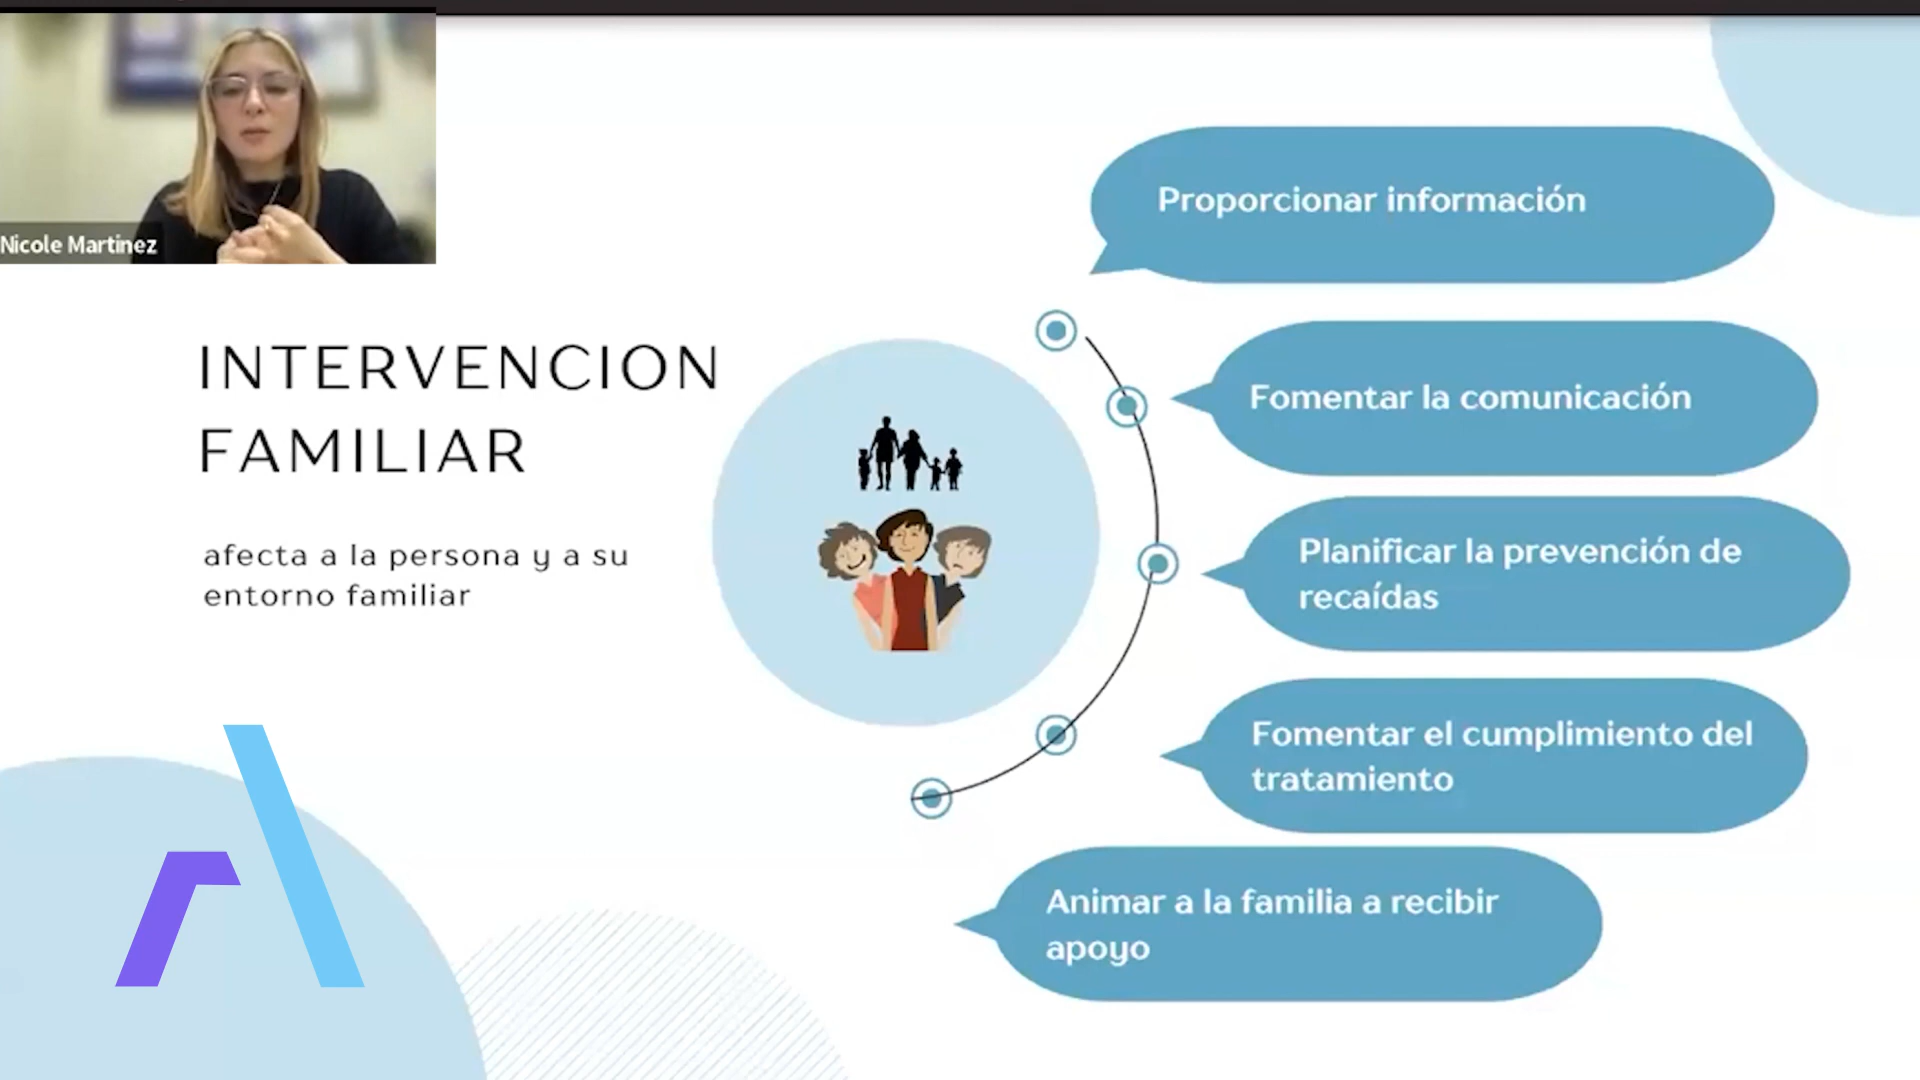 Nicole Martinez
INTERVENCION
FAMILIAR
afecta a la persona y a su
entorno familiar
Proporcionar información
Fomentar la comunicación
Planificar la prevención de
recaídas
Fomentar el cumplimiento del
tratamiento
Animar a la familia a recibir
apoyo